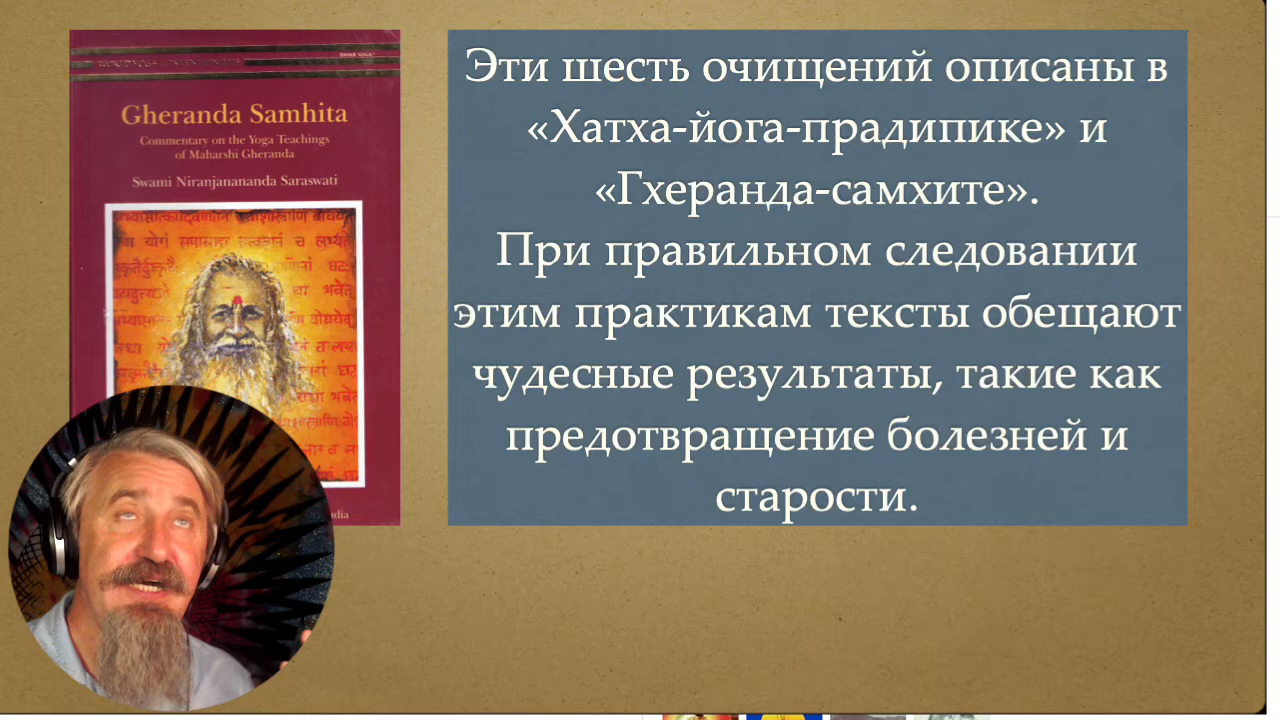 Gheranda Samhita
Commentary on the Yoga Teachings
of Maharshi Gheranda
Swami Niranjanananda Saraswati
Эти шесть очищений описаны в
«Хатха-йога-прадипике» и
«Гхеранда-самхите».
При правильном следовании
этим практикам тексты обещают
чудесные результаты, такие как
предотвращение болезней и
старости.